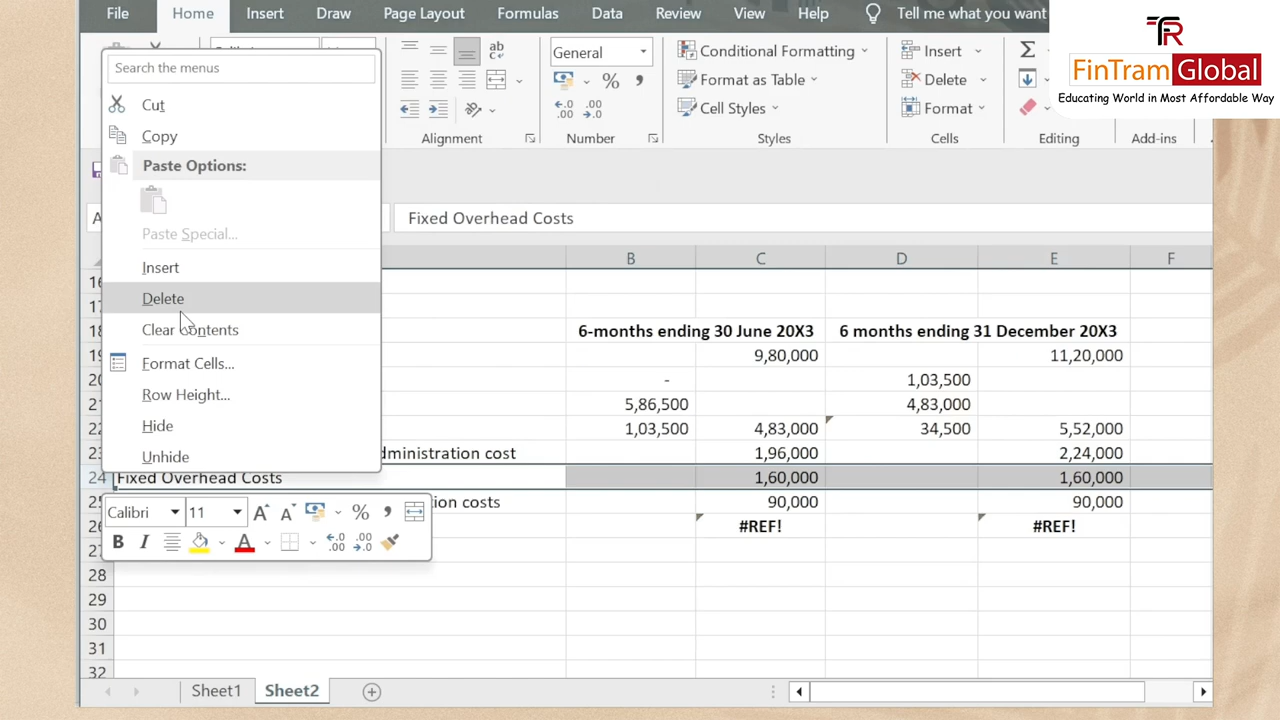 File Home Insert Draw Page Layout Formulas Data Review View Help Tell me what you want
FinTram Global
Educating World in Most Affordable Way
Search the menus
Cut
Copy
Paste Options:
Paste Special...
Insert
Delete
Clear Contents
Format Cells...
Row Height...
Hide
Unhide
General
Conditional Formatting
Format as Table
Cell Styles
Insert
Delete
Format
Alignment Number Styles Cells Editing Add-ins
Fixed Overhead Costs
B C D E F
16
17
18 6-months ending 30 June 20X3 6 months ending 31 December 20X3
19 9,80,000 11,20,000
20 - 1,03,500
21 5,86,500 4,83,000
22 1,03,500 4,83,000 34,500 5,52,000
23 dministration cost 1,96,000 2,24,000
24 Fixed Overhead Costs 1,60,000 1,60,000
25 ion costs 90,000 90,000
26 #REF! #REF!
27
28
29
30
31
32
Calibri 11
B I A
Sheet1 Sheet2